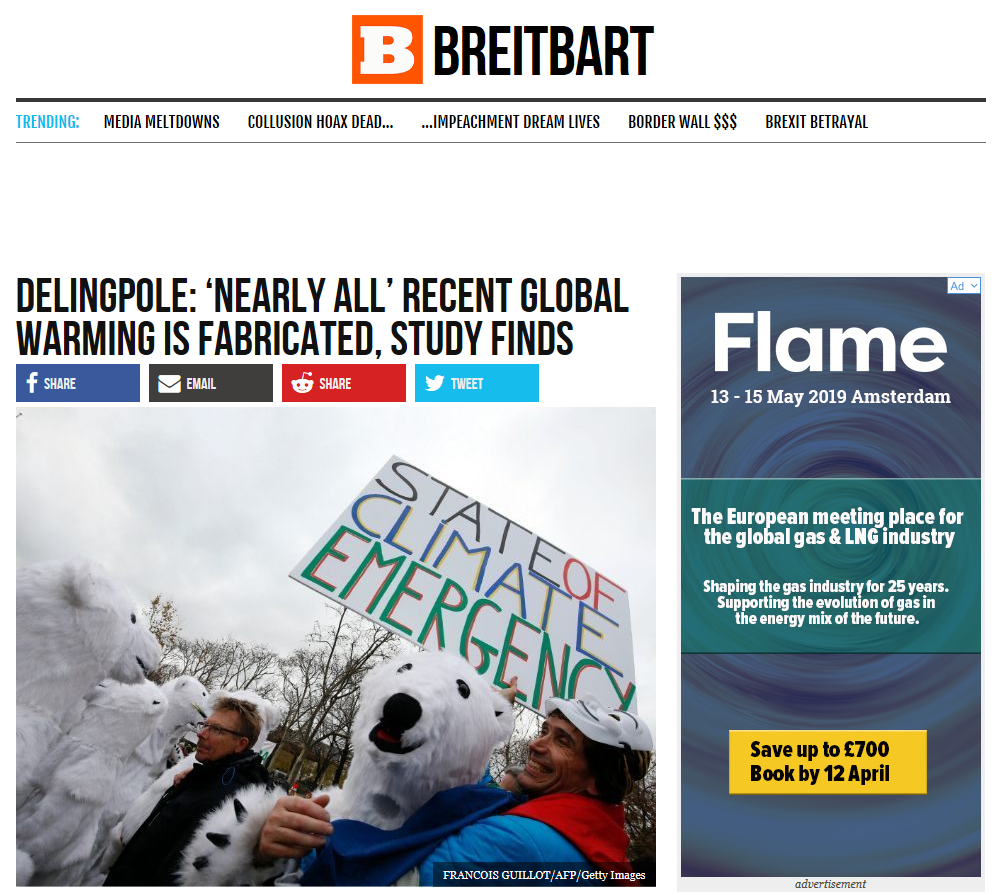 B BREITBART
TRENDING: MEDIA MELTDOWNS COLLUSION HOAX DEAD... ...IMPEACHMENT DREAM LIVES BORDER WALL $$$ BREXIT BETRAYAL
DELINGPOLE: ‘NEARLY ALL’ RECENT GLOBAL
WARMING IS FABRICATED, STUDY FINDS
f SHARE EMAIL SHARE TWEET
STATE OF
CLIMATE
EMERGENCY
FRANCOIS GUILLOT/AFP/Getty Images
Ad
Flame
13 - 15 May 2019 Amsterdam
The European meeting place for
the global gas & LNG industry
Shaping the gas industry for 25 years.
Supporting the evolution of gas in
the energy mix of the future.
Save up to £700
Book by 12 April
advertisement